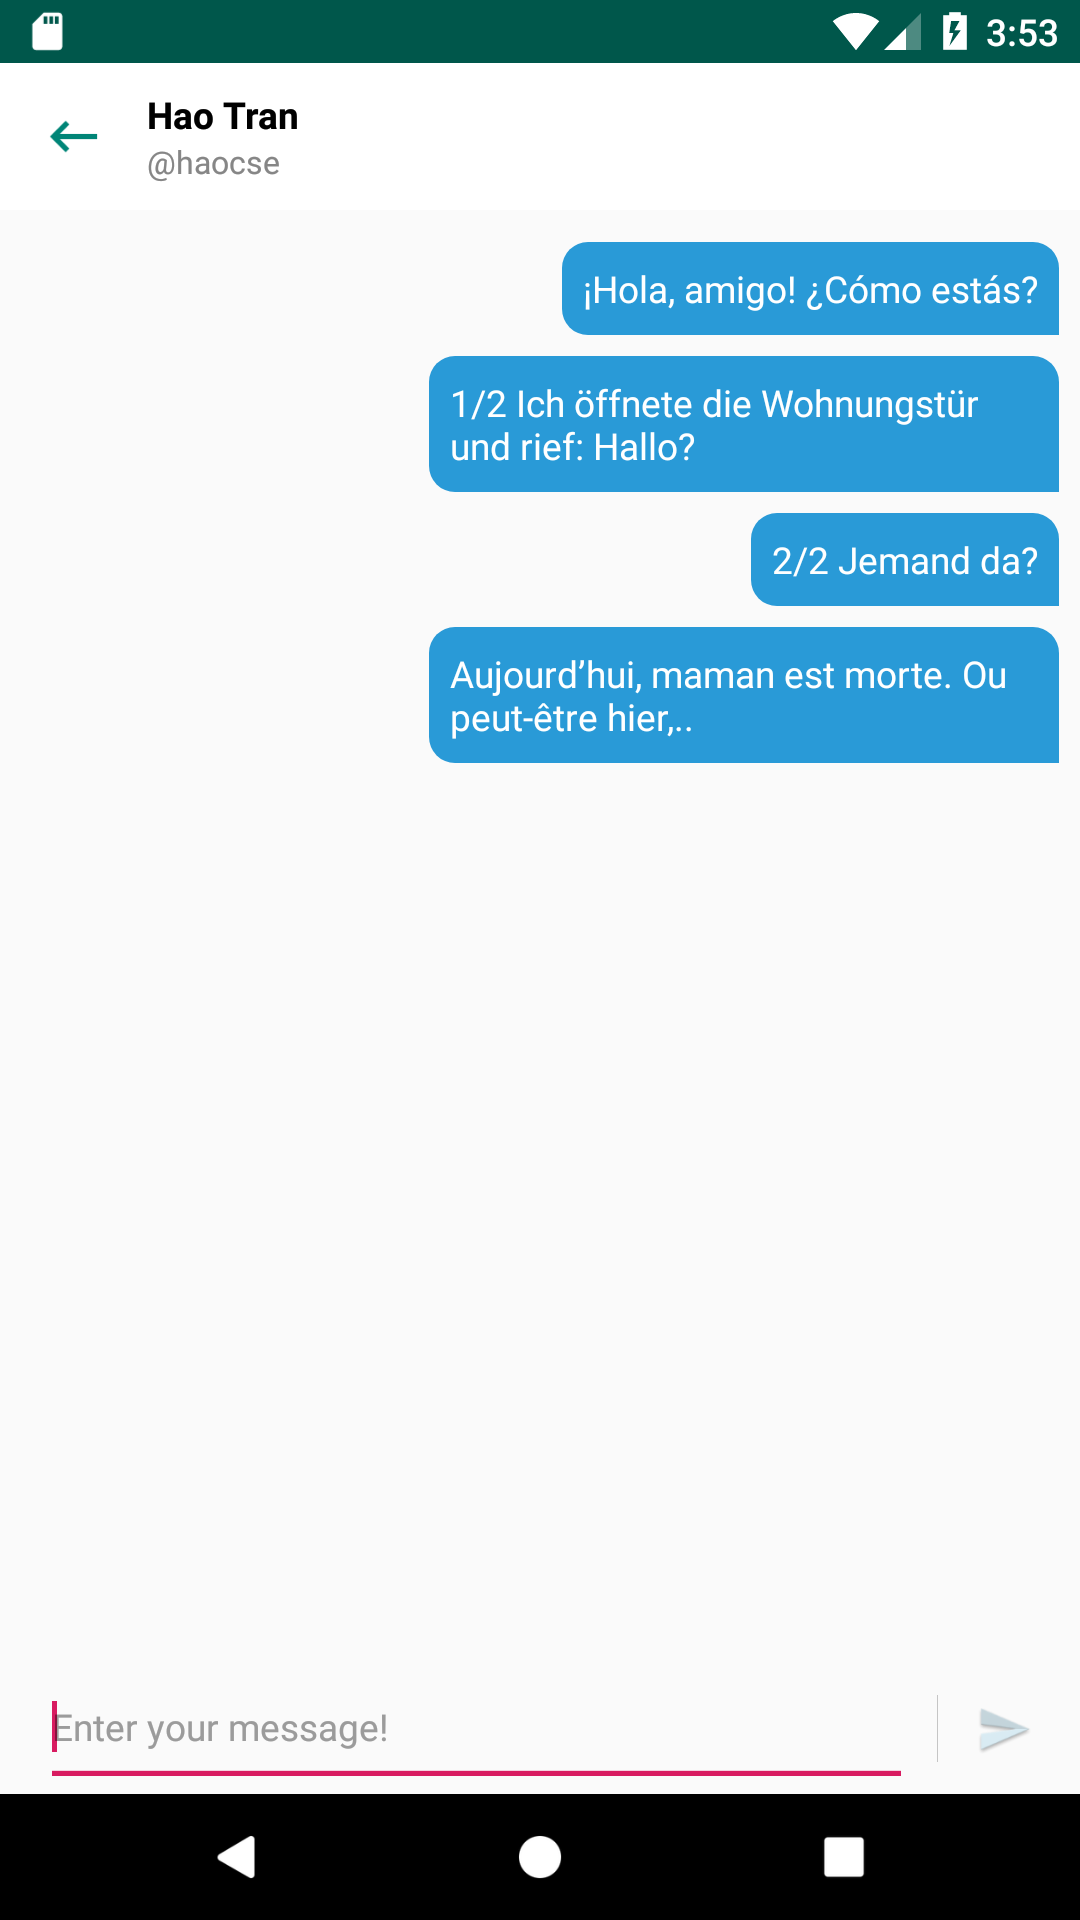 3:53
Hao Tran
@haocse
¡Hola, amigo! ¿Cómo estás?
1/2 Ich öffnete die Wohnungstür
und rief: Hallo?
2/2 Jemand da?
Aujourd’hui, maman est morte. Ou
peut-être hier,..
Enter your message!